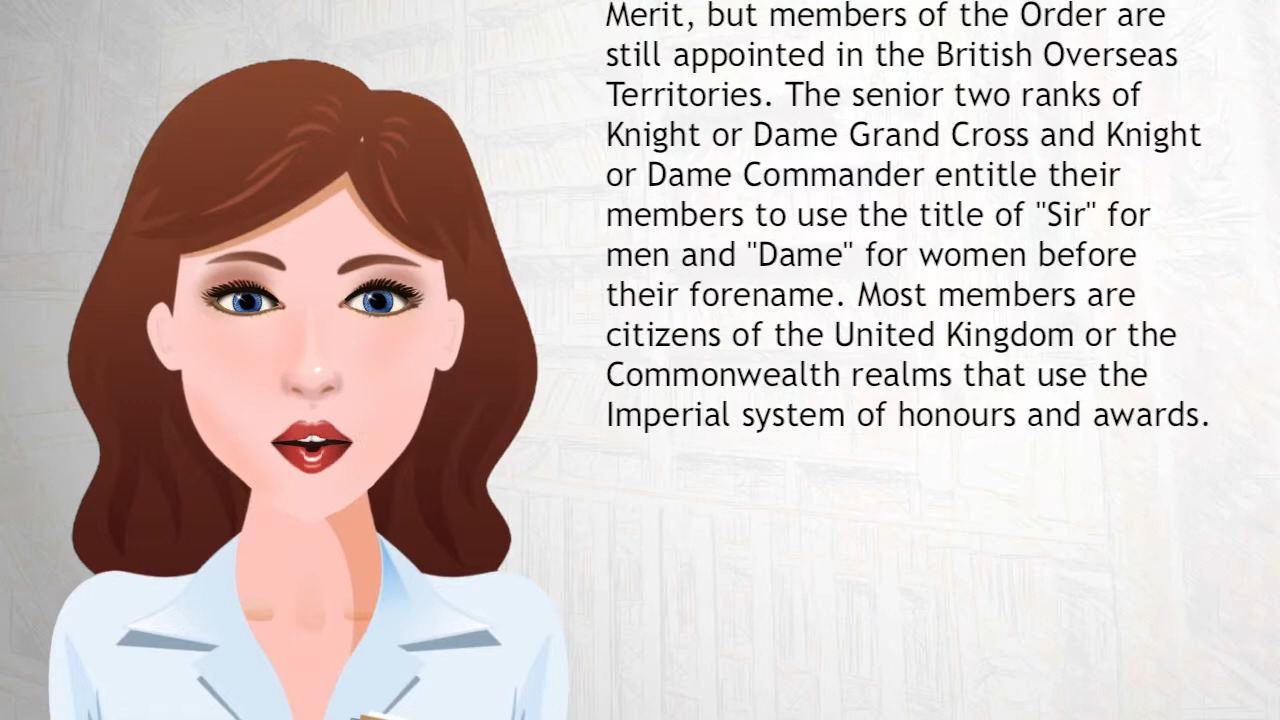 Merit, but members of the Order are
still appointed in the British Overseas
Territories. The senior two ranks of
Knight or Dame Grand Cross and Knight
or Dame Commander entitle their
members to use the title of "Sir" for
men and "Dame" for women before
their forename. Most members are
citizens of the United Kingdom or the
Commonwealth realms that use the
Imperial system of honours and awards.